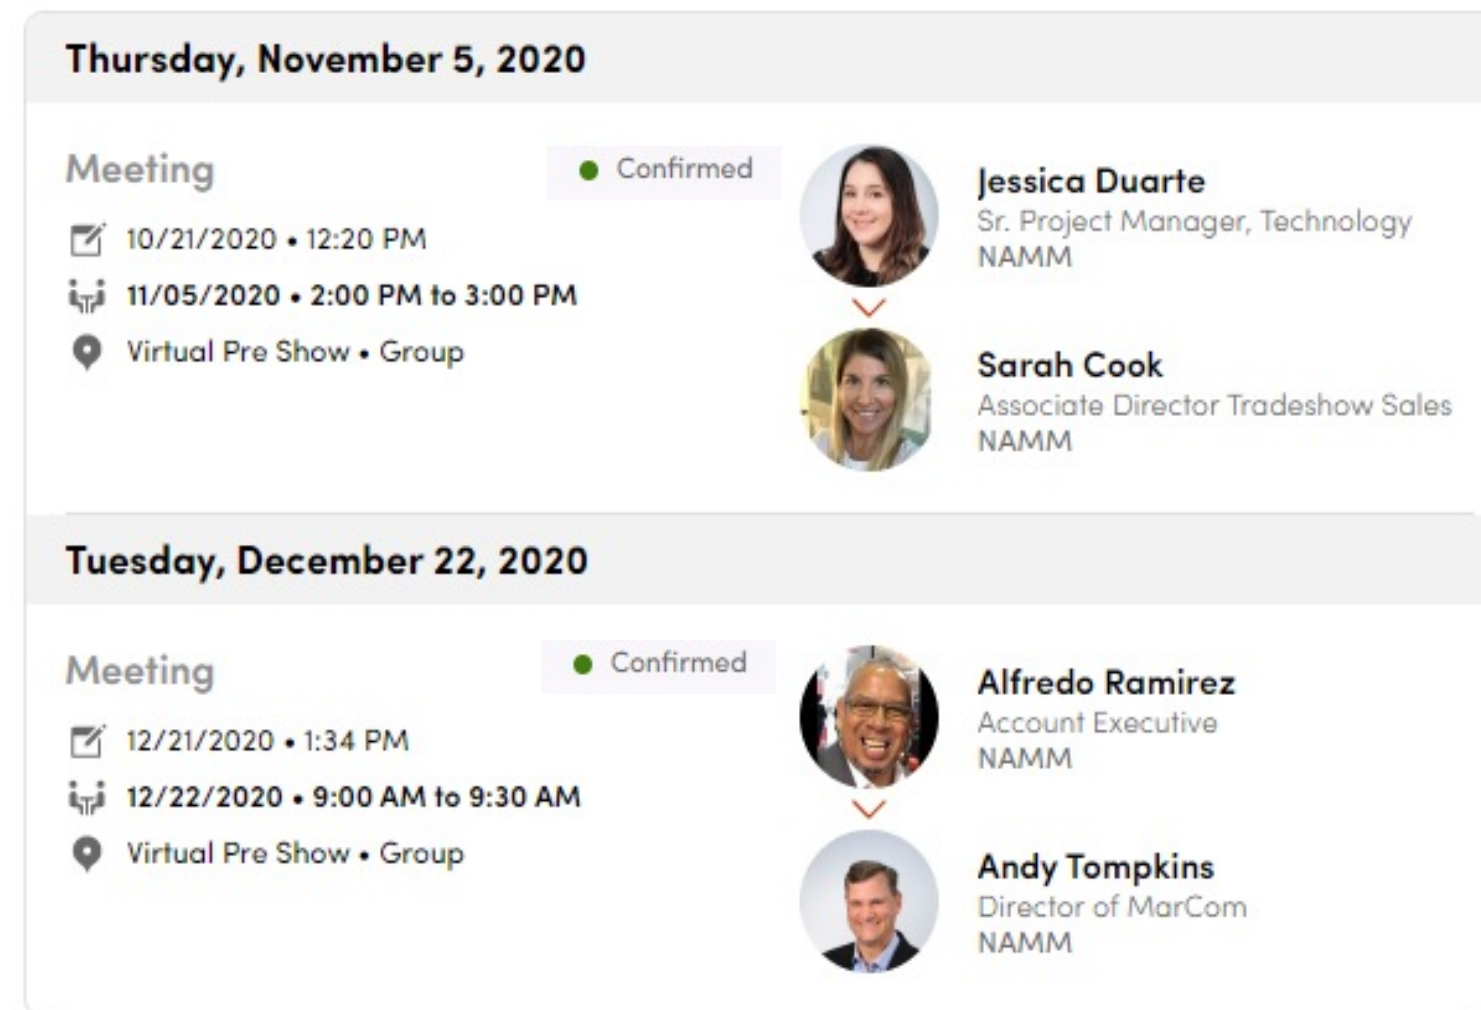 Thursday, November 5, 2020
Meeting
Confirmed
10/21/2020 • 12:20 PM
11/05/2020 • 2:00 PM to 3:00 PM
Virtual Pre Show • Group
Jessica Duarte
Sr. Project Manager, Technology
NAMM
Sarah Cook
Associate Director Tradeshow Sales
NAMM
Tuesday, December 22, 2020
Meeting
Confirmed
12/21/2020 • 1:34 PM
12/22/2020 • 9:00 AM to 9:30 AM
Virtual Pre Show • Group
Alfredo Ramirez
Account Executive
NAMM
Andy Tompkins
Director of MarCom
NAMM